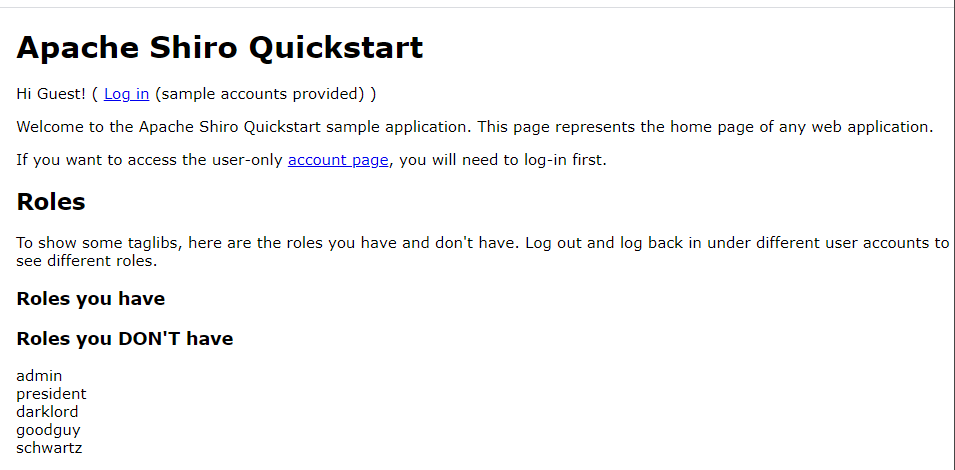 Apache Shiro Quickstart
Hi Guest! ( Log in (sample accounts provided) )
Welcome to the Apache Shiro Quickstart sample application. This page represents the home page of any web application.
If you want to access the user-only account page, you will need to log-in first.
Roles
To show some taglibs, here are the roles you have and don't have. Log out and log back in under different user accounts to
see different roles.
Roles you have
Roles you DON'T have
admin
president
darklord
goodguy
schwartz